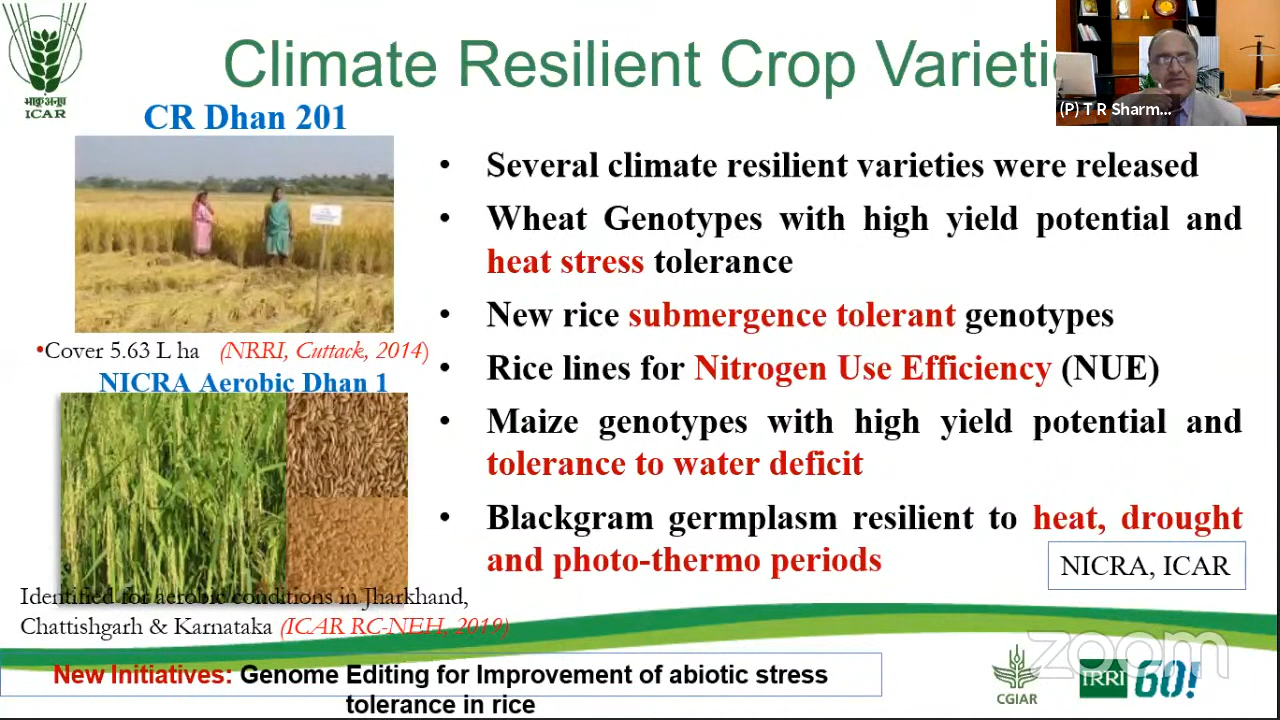 Climate Resilient Crop Varieti
भाकृअनुप
ICAR
CR Dhan 201
(P) T R Sharm...
• Several climate resilient varieties were released
• Wheat Genotypes with high yield potential and
heat stress tolerance
• New rice submergence tolerant genotypes
•Cover 5.63 L ha (NRRI, Cuttack, 2014)
• Rice lines for Nitrogen Use Efficiency (NUE)
NICRA Aerobic Dhan 1
• Maize genotypes with high yield potential and
tolerance to water deficit
• Blackgram germplasm resilient to heat, drought
and photo-thermo periods
NICRA, ICAR
Identified for aerobic conditions in Jharkhand,
Chattishgarh & Karnataka (ICAR RC-NEH, 2019)
zoom
New Initiatives: Genome Editing for Improvement of abiotic stress
tolerance in rice
CGIAR
IRRI 60!